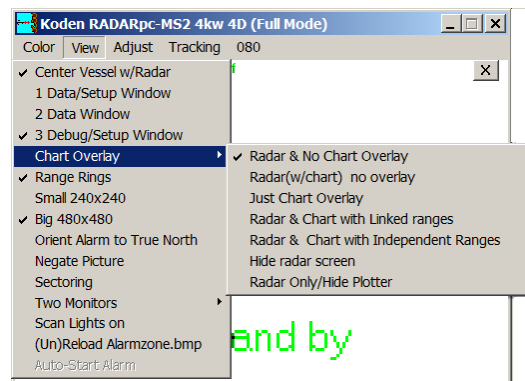 Koden RADARpc-MS2 4kw 4D (Full Mode)
Color View Adjust Tracking 080
Center Vessel w/Radar
1 Data/Setup Window
2 Data Window
3 Debug/Setup Window
Chart Overlay
Radar & No Chart Overlay
Range Rings
Radar(w/chart) no overlay
Small 240x240
Just Chart Overlay
Big 480x480
Radar & Chart with Linked ranges
Orient Alarm to True North
Radar & Chart with Independent Ranges
Negate Picture
Hide radar screen
Sectoring
Radar Only/Hide Plotter
Two Monitors
Scan Lights on
(Un)Reload Alarmzone.bmp
and by
Auto-Start Alarm